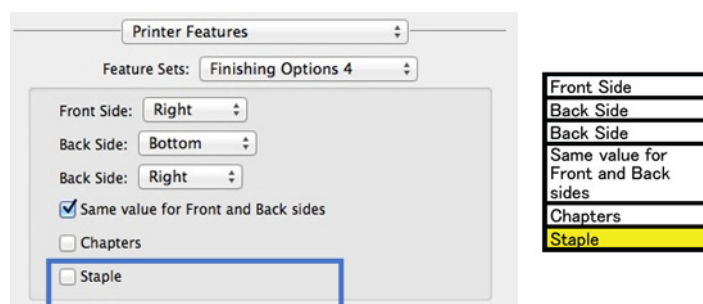 Printer Features
Feature Sets: Finishing Options 4
Front Side: Right
Back Side: Bottom
Back Side: Right
Same value for Front and Back sides
Chapters
Staple
Front Side
Back Side
Back Side
Same value for
Front and Back
sides
Chapters
Staple